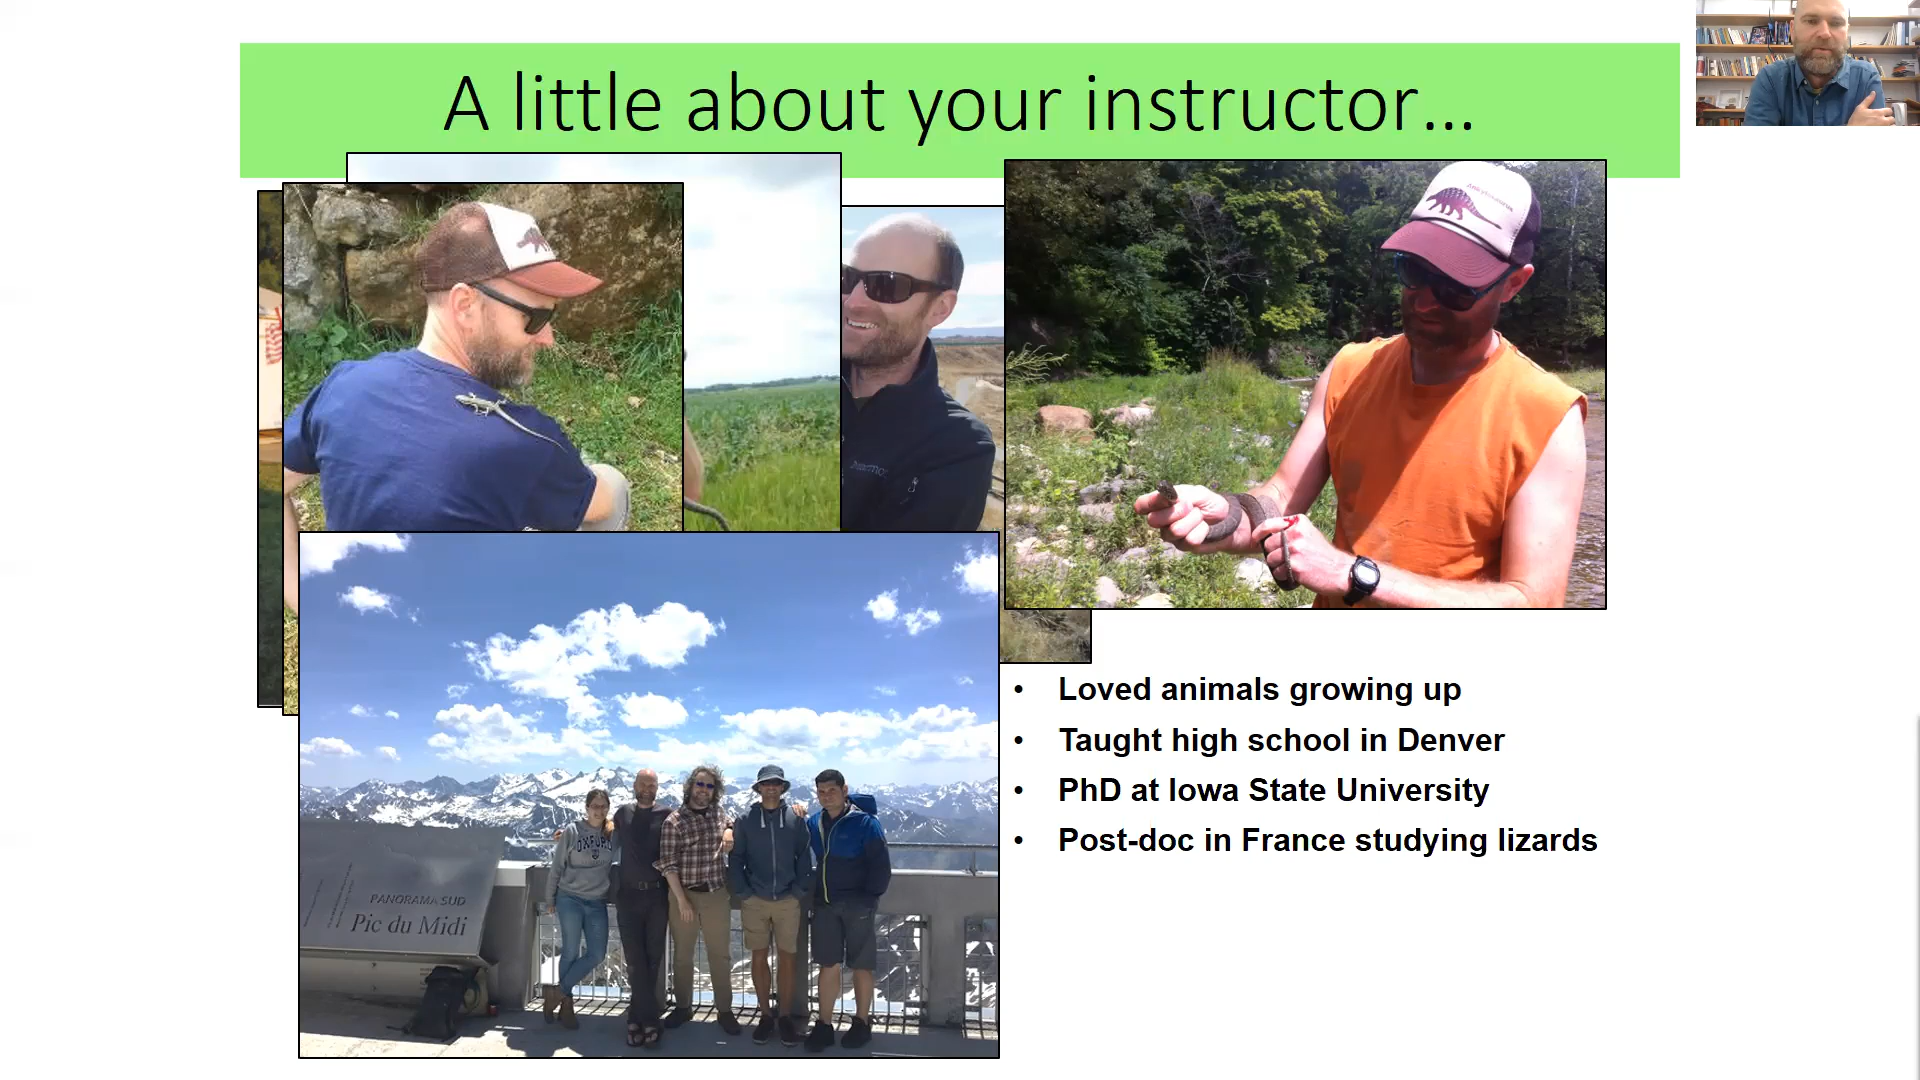 A little about your instructor...
OXFORD
PANORAMA SUD
Pic du Midi
• Loved animals growing up
• Taught high school in Denver
• PhD at Iowa State University
• Post-doc in France studying lizards